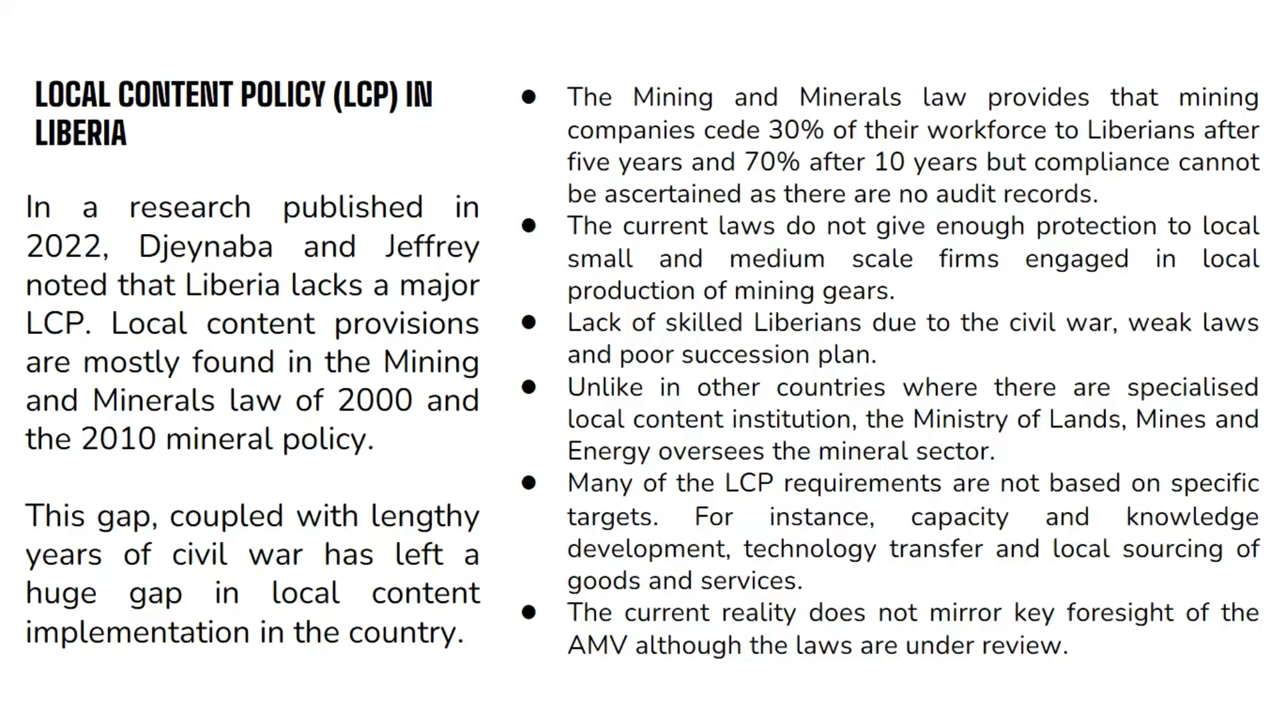 LOCAL CONTENT POLICY (LCP) IN
LIBERIA
In a research published in
2022, Djeynaba and Jeffrey
noted that Liberia lacks a major
LCP. Local content provisions
are mostly found in the Mining
and Minerals law of 2000 and
the 2010 mineral policy.
This gap, coupled with lengthy
years of civil war has left a
huge gap in local content
implementation in the country.
● The Mining and Minerals law provides that mining
companies cede 30% of their workforce to Liberians after
five years and 70% after 10 years but compliance cannot
be ascertained as there are no audit records.
● The current laws do not give enough protection to local
small and medium scale firms engaged in local
production of mining gears.
● Lack of skilled Liberians due to the civil war, weak laws
and poor succession plan.
● Unlike in other countries where there are specialised
local content institution, the Ministry of Lands, Mines and
Energy oversees the mineral sector.
● Many of the LCP requirements are not based on specific
targets. For instance, capacity and knowledge
development, technology transfer and local sourcing of
goods and services.
● The current reality does not mirror key foresight of the
AMV although the laws are under review.